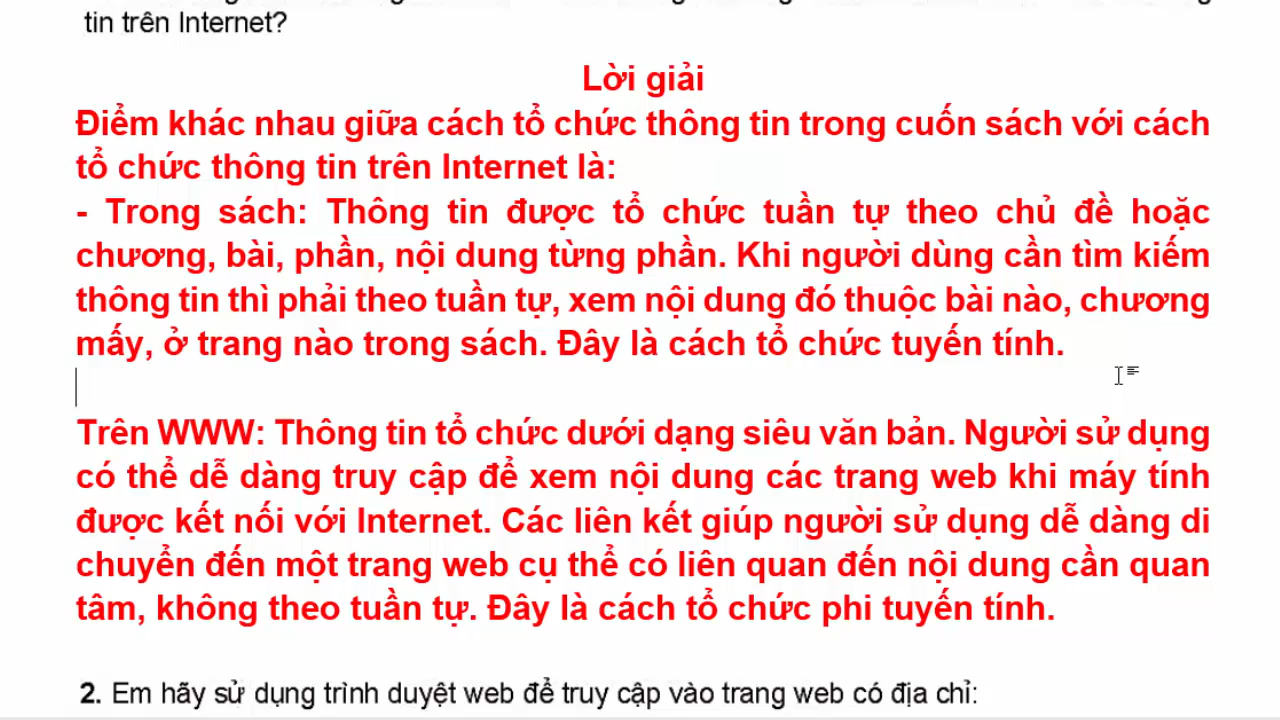 tin trên Internet?
Lời giải
Điểm khác nhau giữa cách tổ chức thông tin trong cuốn sách với cách
tổ chức thông tin trên Internet là:
- Trong sách: Thông tin được tổ chức tuần tự theo chủ đề hoặc
chương, bài, phần, nội dung từng phần. Khi người dùng cần tìm kiếm
thông tin thì phải theo tuần tự, xem nội dung đó thuộc bài nào, chương
mấy, ở trang nào trong sách. Đây là cách tổ chức tuyến tính.
Trên WWW: Thông tin tổ chức dưới dạng siêu văn bản. Người sử dụng
có thể dễ dàng truy cập để xem nội dung các trang web khi máy tính
được kết nối với Internet. Các liên kết giúp người sử dụng dễ dàng di
chuyển đến một trang web cụ thể có liên quan đến nội dung cần quan
tâm, không theo tuần tự. Đây là cách tổ chức phi tuyến tính.
2. Em hãy sử dụng trình duyệt web để truy cập vào trang web có địa chỉ: